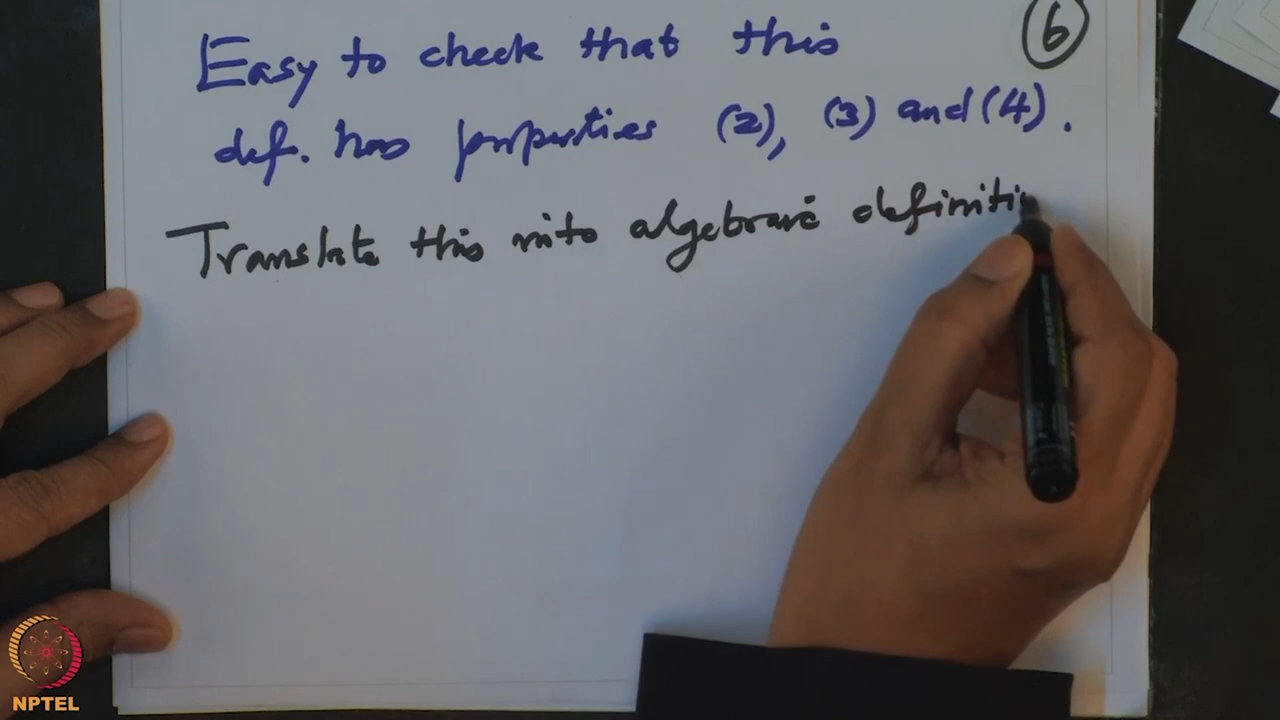 Easy to check that this
6
def. has properties (2), (3) and (4).
Translate this into algebraic definiti
NPTEL